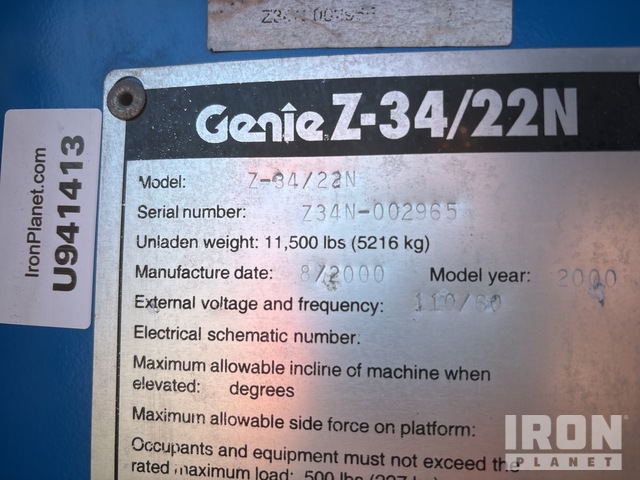 Genie Z-34/22N
Model: Z-34/22N
Serial number: Z34N-002965
Unladen weight: 11,500 lbs (5216 kg)
Manufacture date: 8/2000 Model year: 2000
External voltage and frequency: 110/60
Electrical schematic number:
Maximum allowable incline of machine when
elevated: degrees
Maximum allowable side force on platform:
Occupants and equipment must not exceed the
rated maximum load: 500 lbs (227
IronPlanet.com
U941413
IRON
PLANET